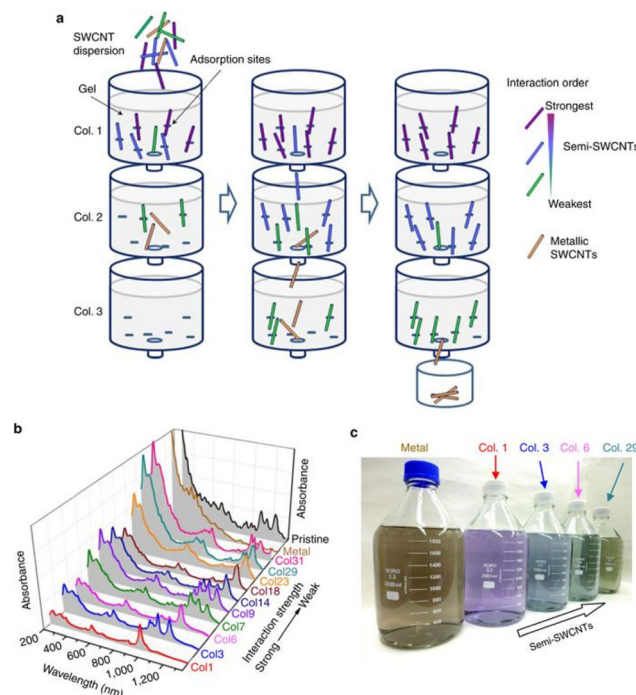 a
SWCNT
dispersion
Adsorption sites
Gel
Col. 1
Col. 2
Col. 3
Interaction order
Strongest
Semi-SWCNTs
Weakest
Metallic
SWCNTs
b
Absorbance
Absorbance
Pristine
Metal
Col31
Col29
Col23
Col18
Col14
Col9
Col7
Col6
Col3
Col1
Interaction strength
Strong
Weak
200
400
600
800
1,000
1,200
Wavelength (nm)
c
Metal
Col. 1
Col. 3
Col. 6
Col. 29
Semi-SWCNTs